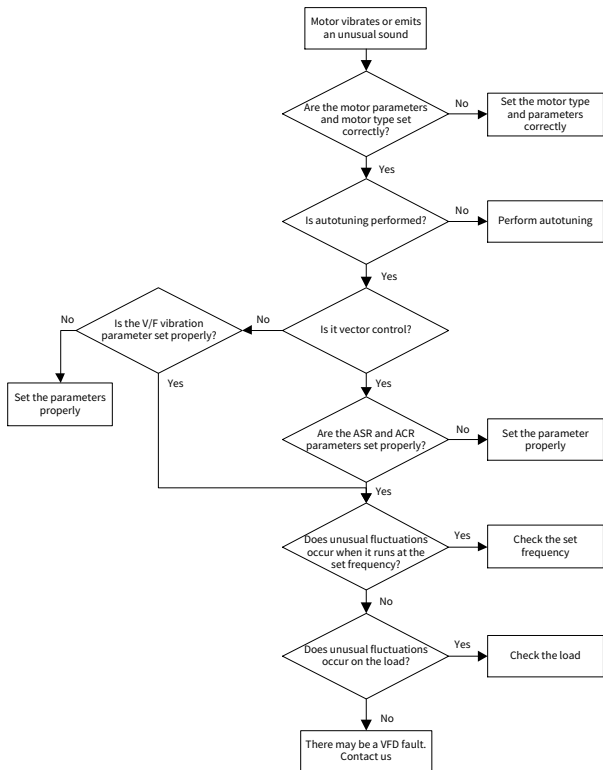 Motor vibrates or emits
an unusual sound
Are the motor parameters
and motor type set
correctly?
No
Set the motor type
and parameters
correctly
Yes
Is autotuning performed?
No
Perform autotuning
Yes
Is it vector control?
No
Is the V/F vibration
parameter set properly?
No
Set the parameters
properly
Yes
Yes
Are the ASR and ACR
parameters set properly?
No
Set the parameter
properly
Yes
Does unusual fluctuations
occur when it runs at the
set frequency?
Yes
Check the set
frequency
No
Does unusual fluctuations
occur on the load?
Yes
Check the load
No
There may be a VFD fault.
Contact us